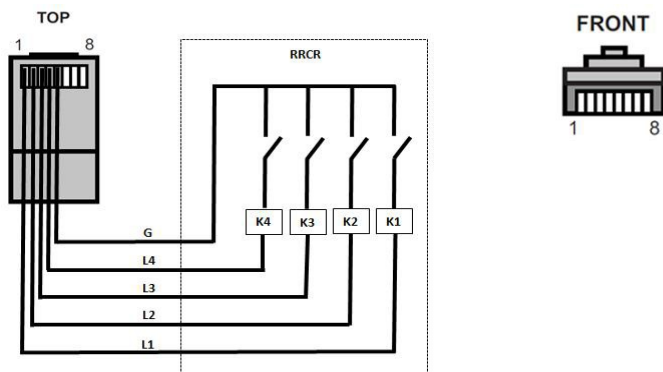 TOP
1 8
RRCR
K4 K3 K2 K1
G
L4
L3
L2
L1
FRONT
1 8